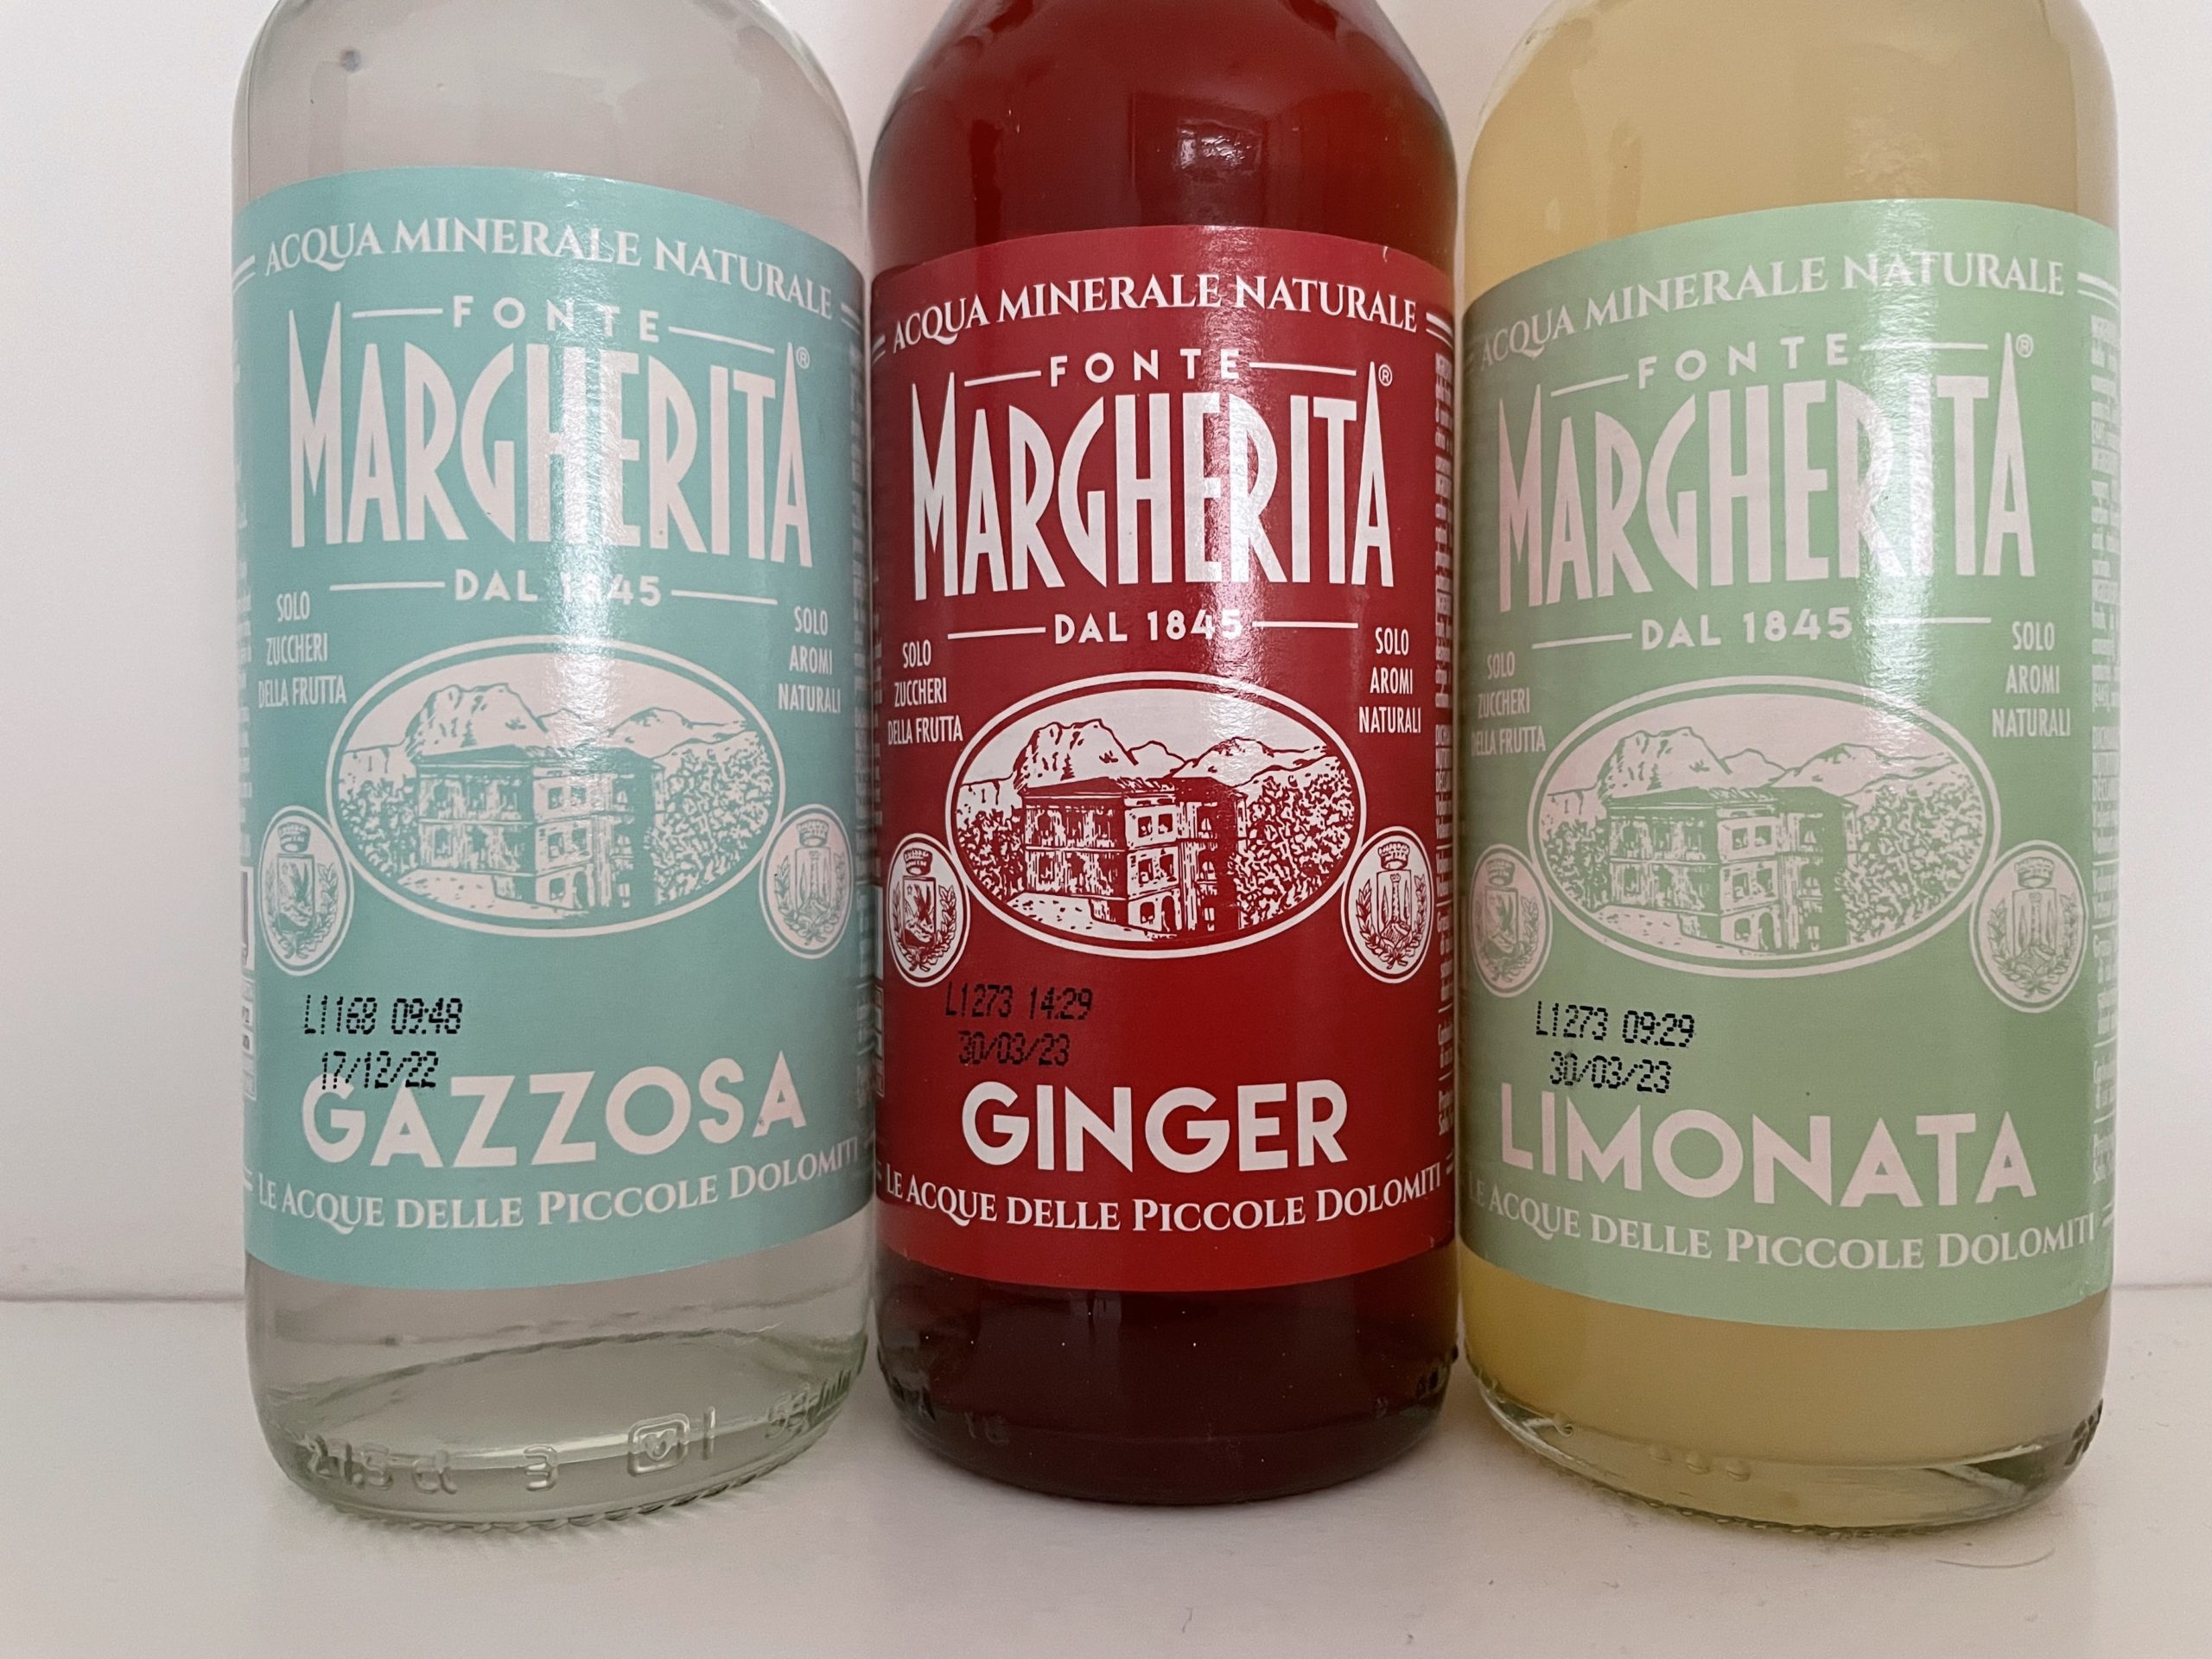 ACQUA MINERALE NATURALE
FONTE
MARGHERITA®
DAL 1845
SOLO
ZUCCHERI
DELLA FRUTTA
SOLO
AROMI
NATURALI
L1168 09:48
17/12/22
GAZZOSA
LE ACQUE DELLE PICCOLE DOLOMITI
3
ACQUA MINERALE NATURALE
FONTE
MARGHERITA®
DAL 1845
SOLO
ZUCCHERI
DELLA FRUTTA
SOLO
AROMI
NATURALI
L1273 14:29
30/03/23
GINGER
LE ACQUE DELLE PICCOLE DOLOMITI
ACQUA MINERALE NATURALE
FONTE
MARGHERITA®
DAL 1845
SOLO
ZUCCHERI
DELLA FRUTTA
SOLO
AROMI
NATURALI
L1273 09:29
30/03/23
LIMONATA
LE ACQUE DELLE PICCOLE DOLOMITI